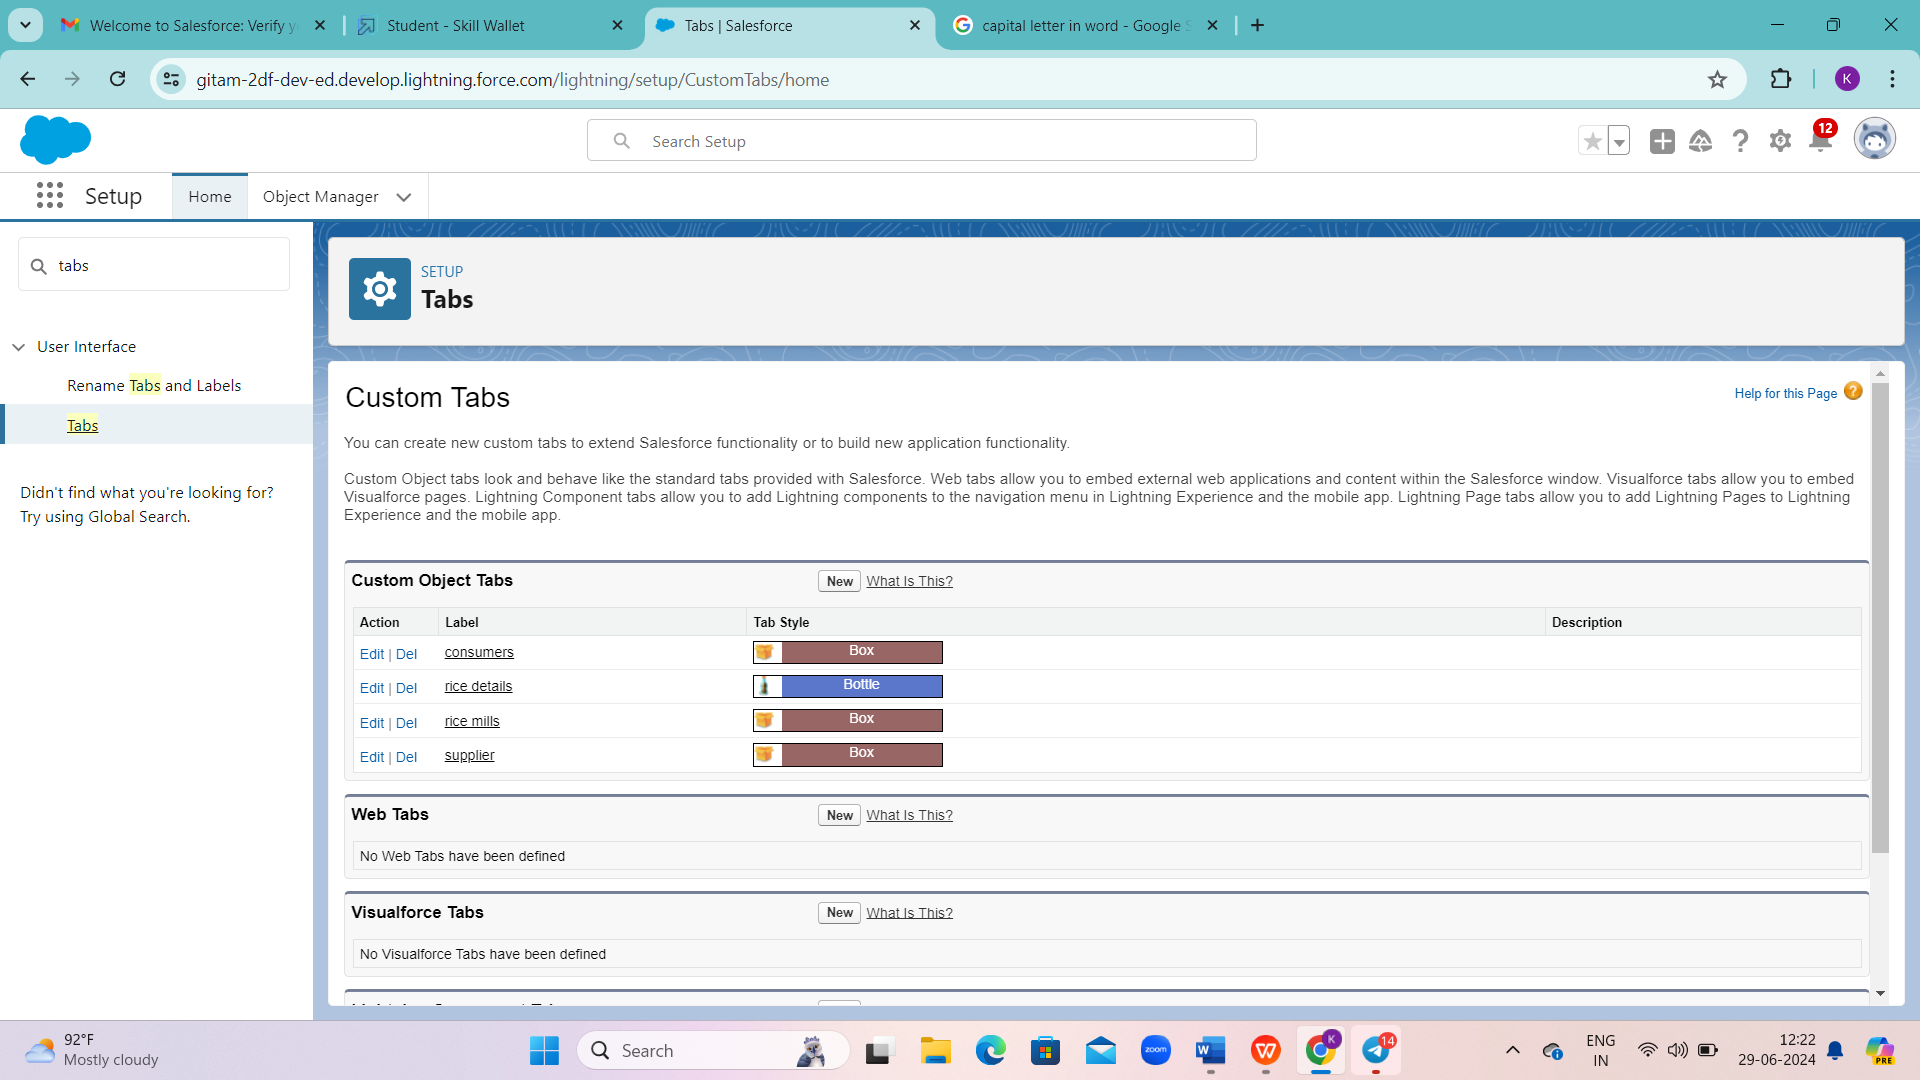 Welcome to Salesforce: Verify y
Student - Skill Wallet
Tabs | Salesforce
capital letter in word - Google S
gitam-2df-dev-ed.develop.lightning.force.com/lightning/setup/CustomTabs/home
K
Search Setup
12
Setup
Home
Object Manager
tabs
SETUP
Tabs
User Interface
Rename Tabs and Labels
Tabs
Didn't find what you're looking for?
Try using Global Search.
Custom Tabs
Help for this Page
You can create new custom tabs to extend Salesforce functionality or to build new application functionality.
Custom Object tabs look and behave like the standard tabs provided with Salesforce. Web tabs allow you to embed external web applications and content within the Salesforce window. Visualforce tabs allow you to embed
Visualforce pages. Lightning Component tabs allow you to add Lightning components to the navigation menu in Lightning Experience and the mobile app. Lightning Page tabs allow you to add Lightning Pages to Lightning
Experience and the mobile app.
Custom Object Tabs New What Is This?
Action Label Tab Style Description
Edit | Del consumers Box
Edit | Del rice details Bottle
Edit | Del rice mills Box
Edit | Del supplier Box
Web Tabs New What Is This?
No Web Tabs have been defined
Visualforce Tabs New What Is This?
No Visualforce Tabs have been defined
92°F
Mostly cloudy
Search
zoom
W
K
14
ENG
IN
12:22
29-06-2024
PRE